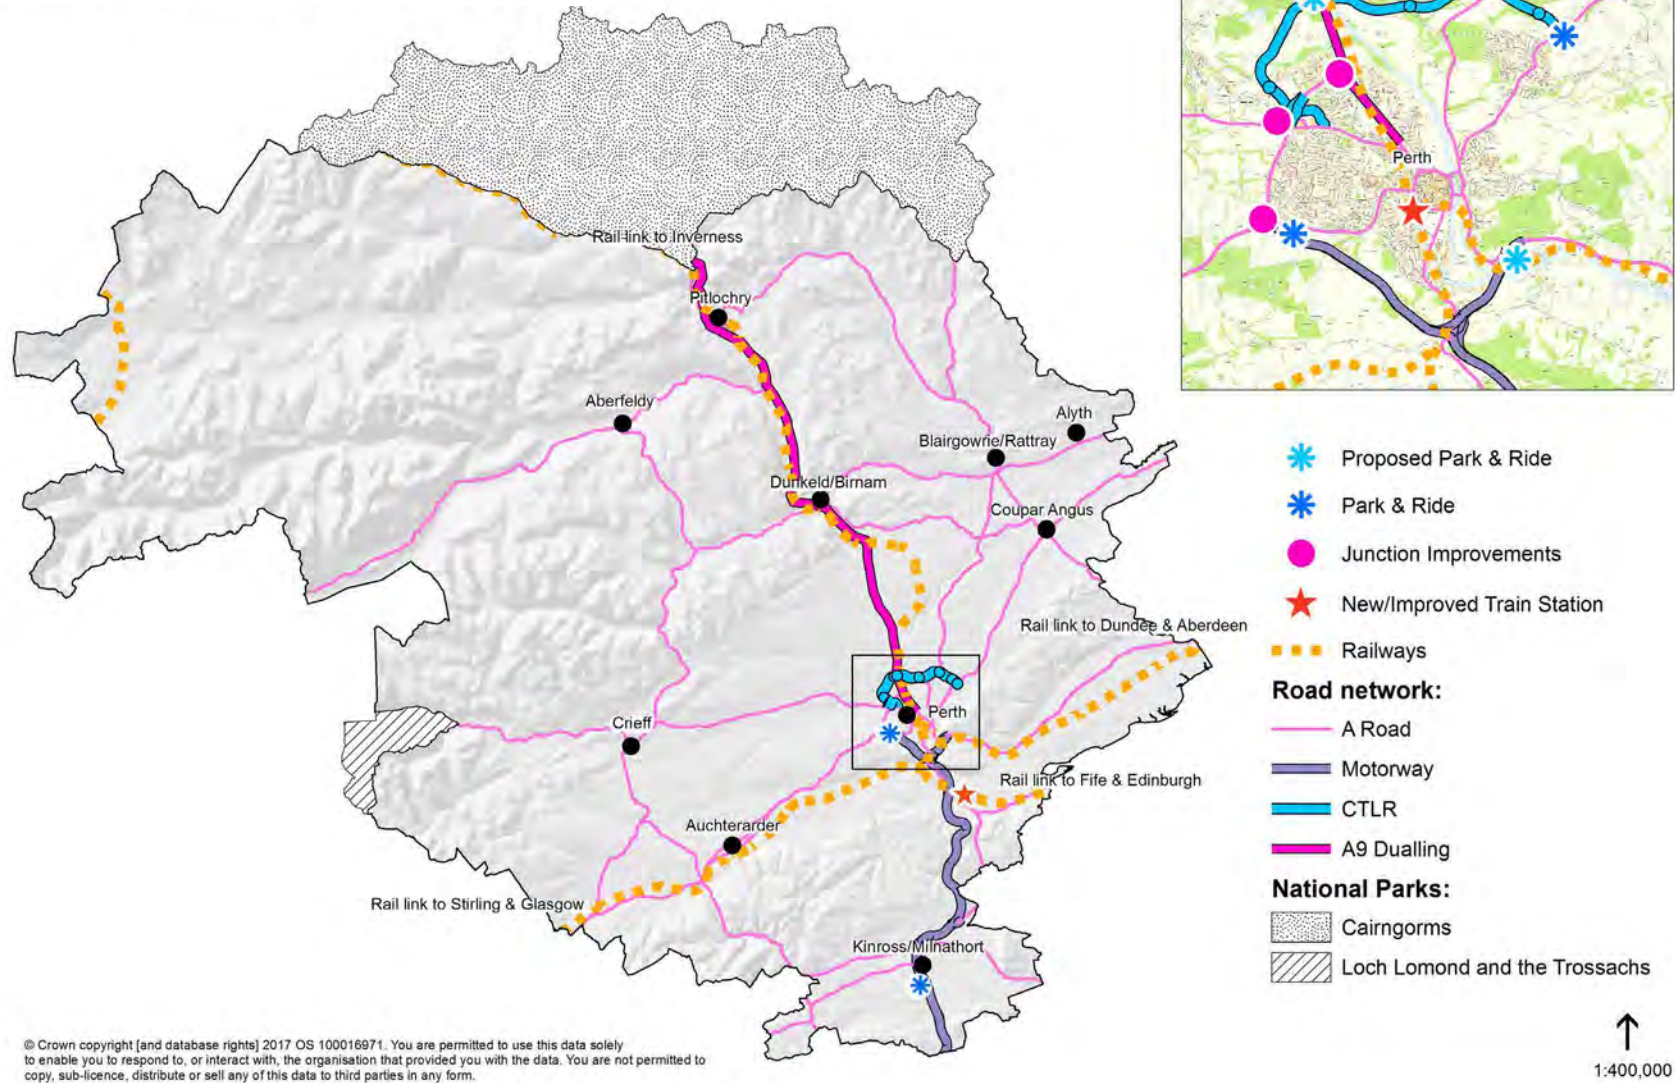 Perth
Rail link to Inverness
Pitlochry
Aberfeldy
Alyth
Blairgowrie/Rattray
Dunkeld/Birnam
Coupar Angus
Rail link to Dundee & Aberdeen
Perth
Crieff
Rail link to Fife & Edinburgh
Auchterarder
Rail link to Stirling & Glasgow
Kinross/Milnathort
Proposed Park & Ride
Park & Ride
Junction Improvements
New/Improved Train Station
Railways
Road network:
A Road
Motorway
CTLR
A9 Dualling
National Parks:
Cairngorms
Loch Lomond and the Trossachs
1:400,000
© Crown copyright [and database rights] 2017 OS 100016971. You are permitted to use this data solely
to enable you to respond to, or interact with, the organisation that provided you with the data. You are not permitted to
copy, sub-licence, distribute or sell any of this data to third parties in any form.